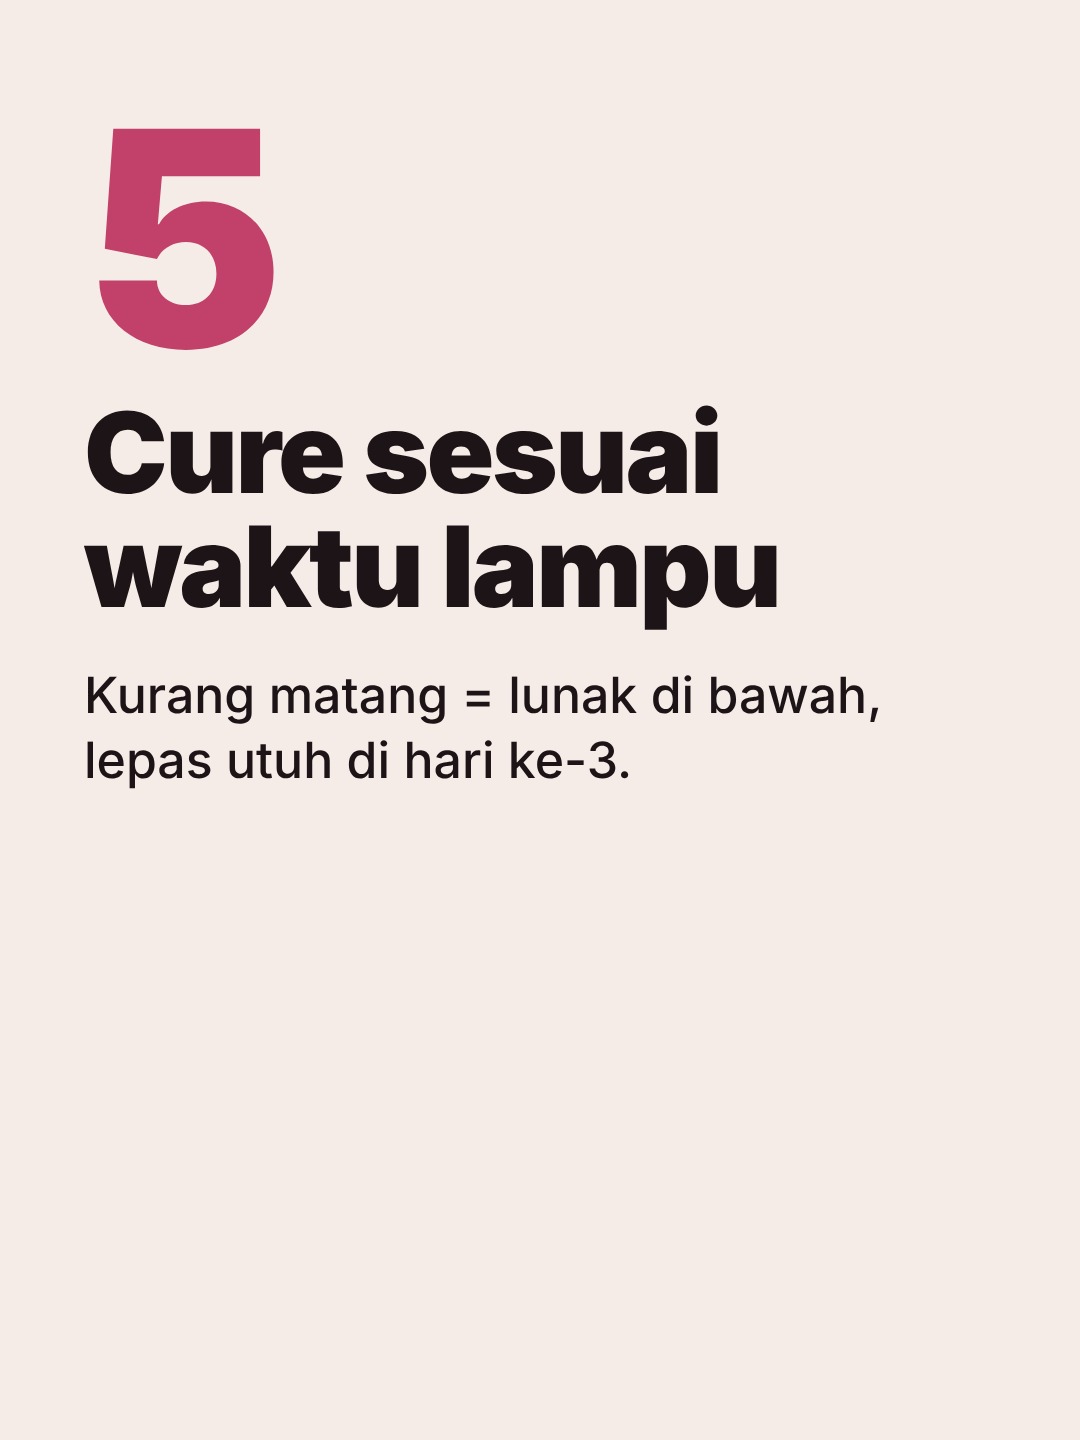 5
Cure sesuai
waktu lampu
Kurang matang = lunak di bawah,
lepas utuh di hari ke-3.